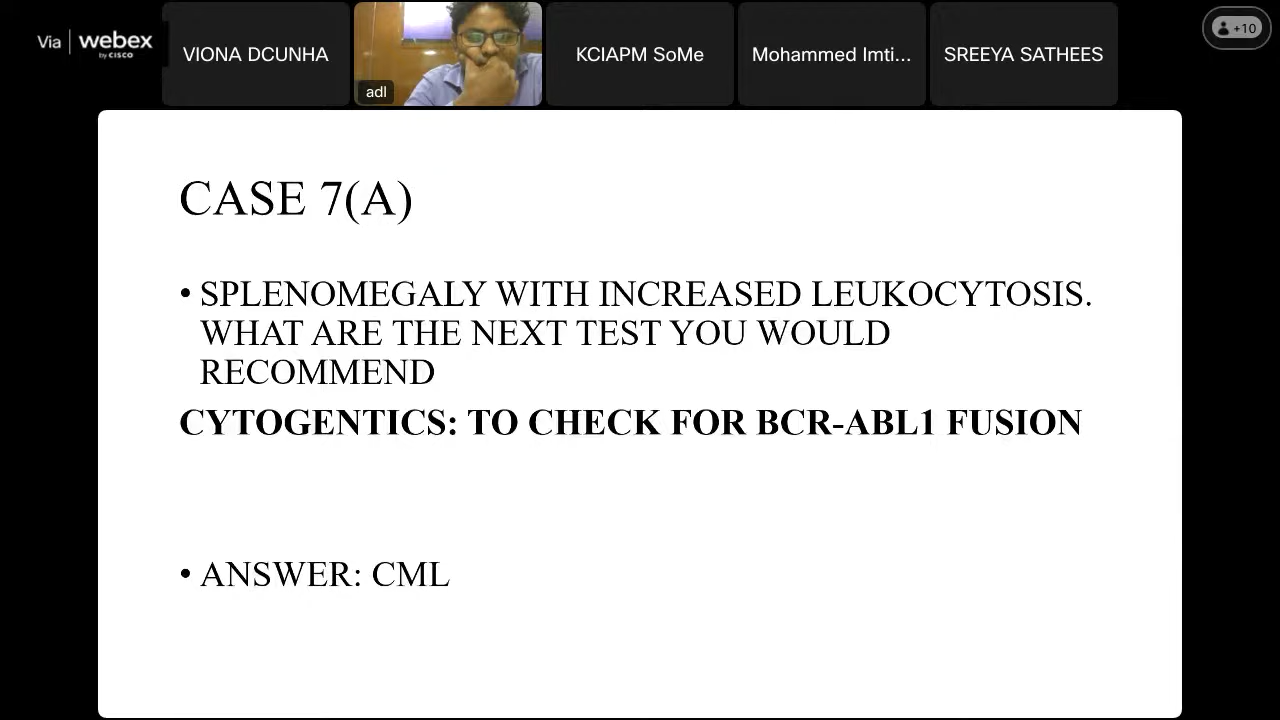 Via | webex
by CISCO
VIONA DCUNHA
adl
KCIAPM SoMe
Mohammed Imti...
SREEYA SATHEES
+10
CASE 7(A)
• SPLENOMEGALY WITH INCREASED LEUKOCYTOSIS.
WHAT ARE THE NEXT TEST YOU WOULD
RECOMMEND
CYTOGENTICS: TO CHECK FOR BCR-ABL1 FUSION
• ANSWER: CML